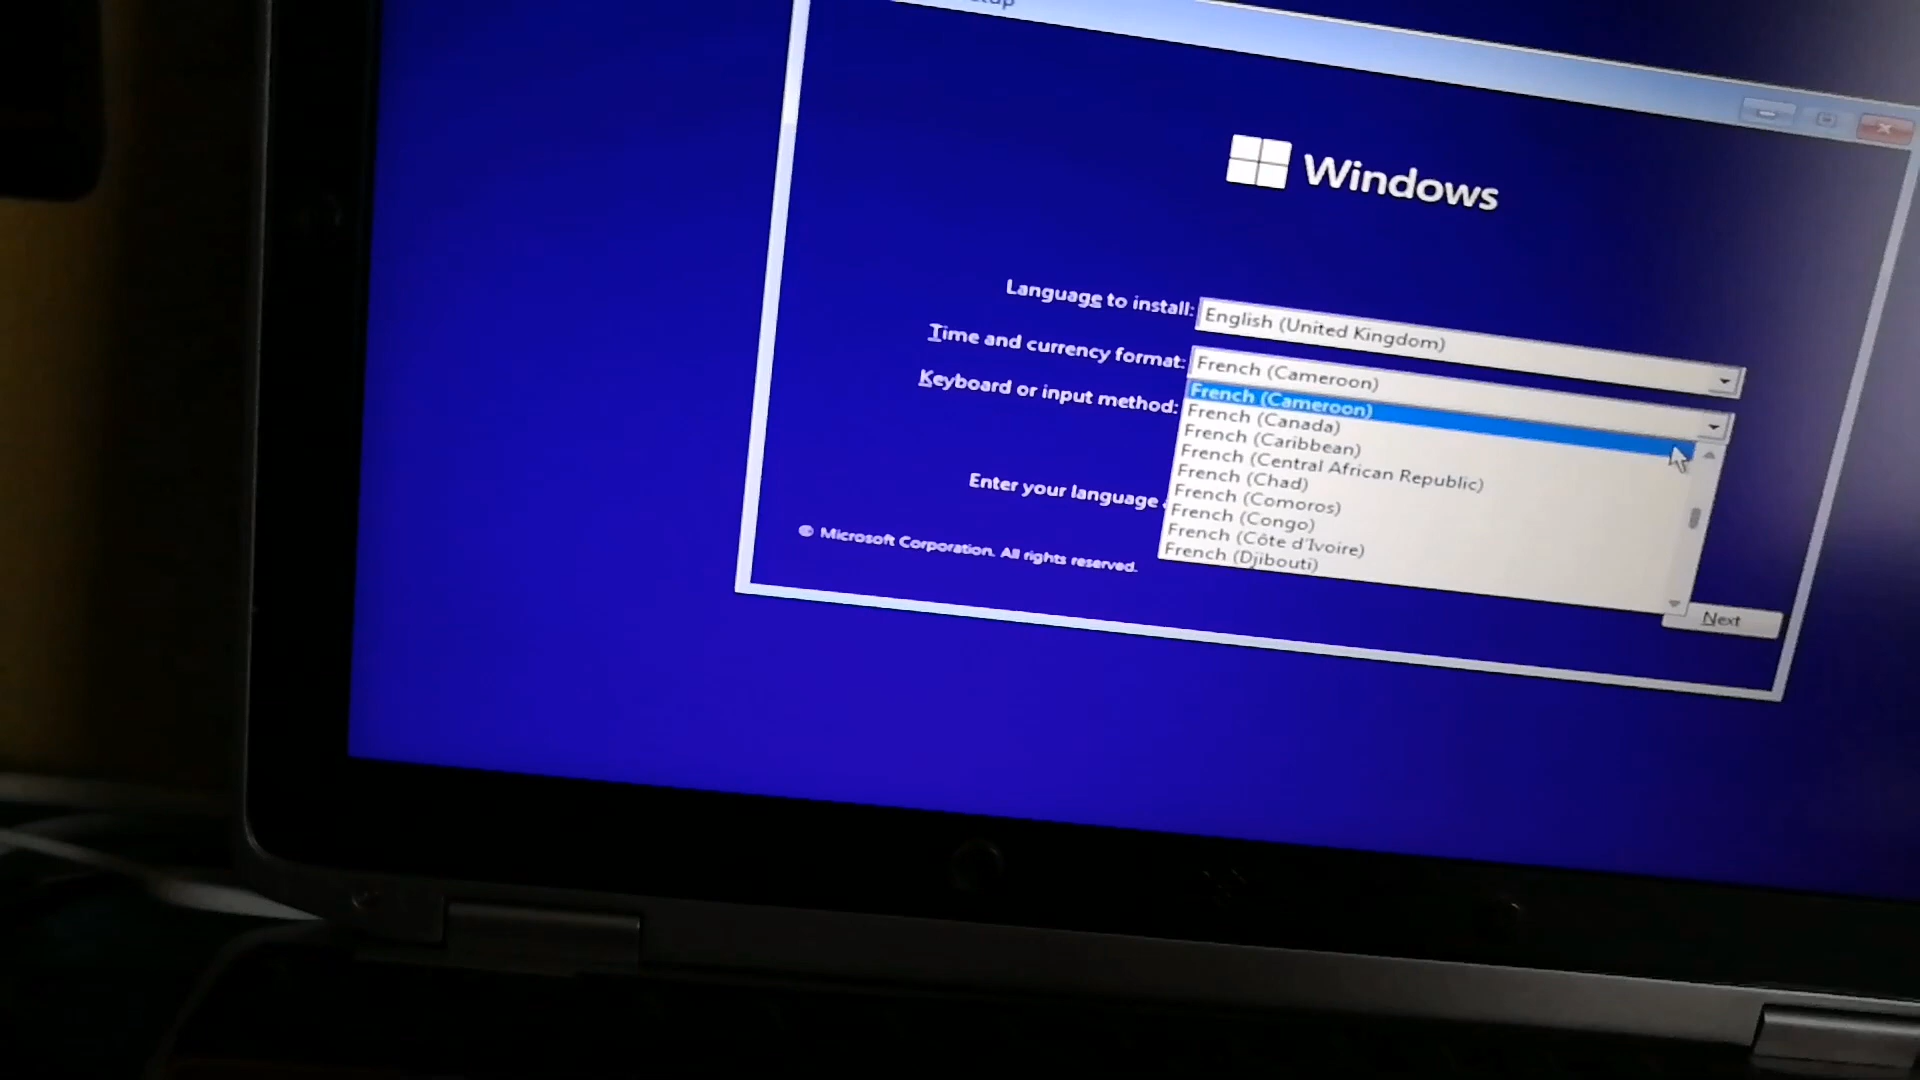 Windows
Language to install: English (United Kingdom)
Time and currency format: French (Cameroon)
Keyboard or input method:
French (Cameroon)
French (Canada)
French (Caribbean)
French (Central African Republic)
French (Chad)
French (Comoros)
French (Congo)
French (Côte d'Ivoire)
French (Djibouti)
Enter your language
© Microsoft Corporation. All rights reserved.
Next